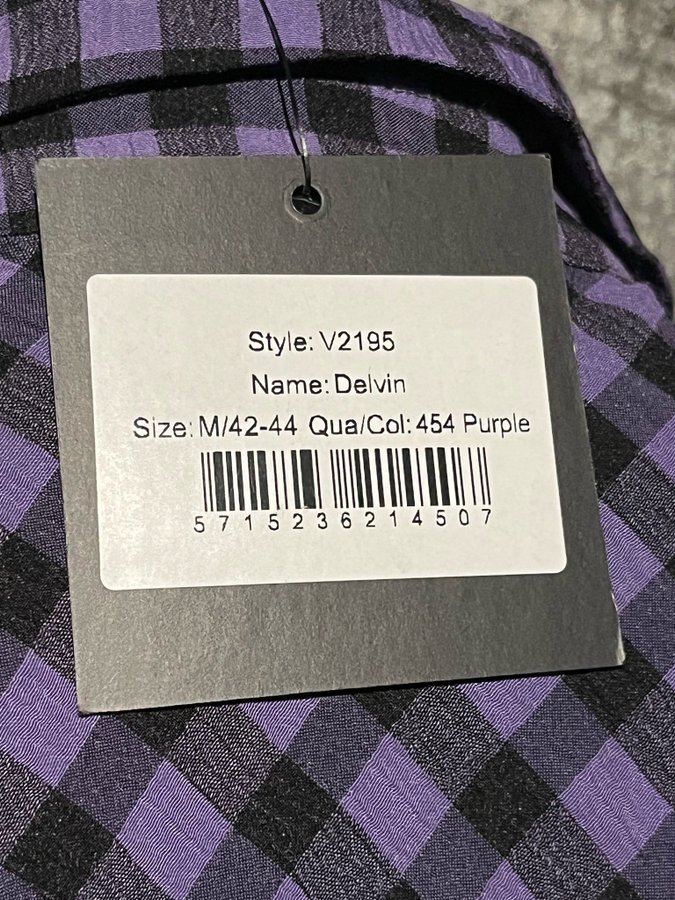 Style: V2195
Name: Delvin
Size: M/42-44 Qua/Col: 454 Purple
5715236214507